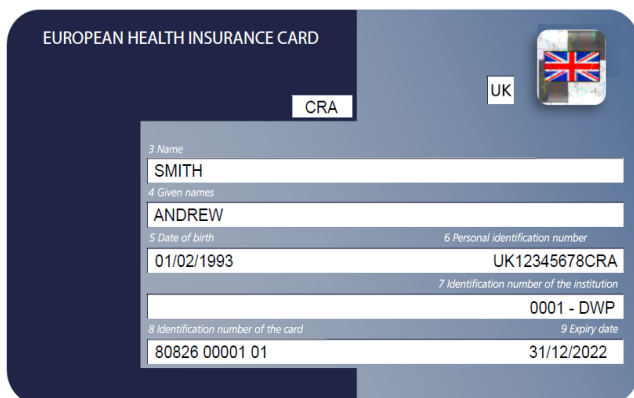 EUROPEAN HEALTH INSURANCE CARD
UK
CRA
3 Name
SMITH
4 Given names
ANDREW
5 Date of birth 6 Personal identification number
01/02/1993 UK12345678CRA
7 Identification number of the institution
0001 - DWP
8 Identification number of the card 9 Expiry date
80826 00001 01 31/12/2022